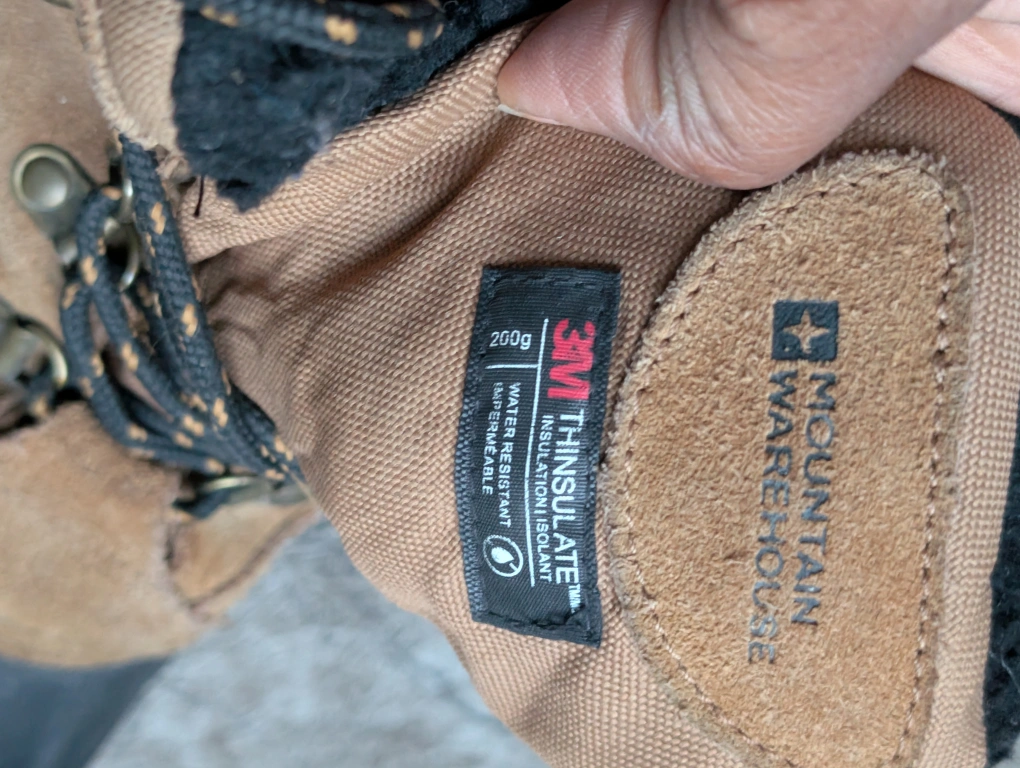 MOUNTAIN
WAREHOUSE
3M THINSULATE™
INSULATION | ISOLANT
200g
WATER RESISTANT
IMPERMÉABLE